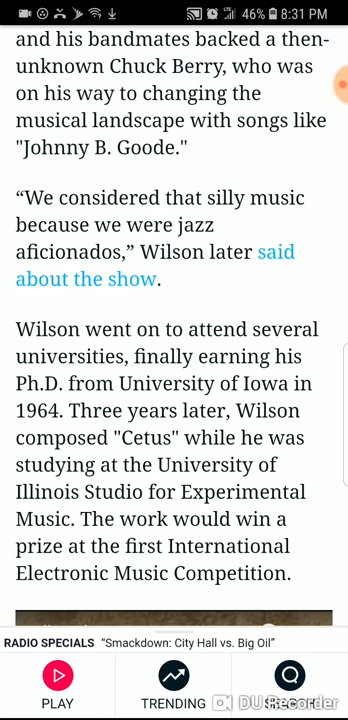 LTE 46% 8:31 PM
and his bandmates backed a then-
unknown Chuck Berry, who was
on his way to changing the
musical landscape with songs like
"Johnny B. Goode."
“We considered that silly music
because we were jazz
aficionados,” Wilson later said
about the show.
Wilson went on to attend several
universities, finally earning his
Ph.D. from University of Iowa in
1964. Three years later, Wilson
composed "Cetus" while he was
studying at the University of
Illinois Studio for Experimental
Music. The work would win a
prize at the first International
Electronic Music Competition.
RADIO SPECIALS “Smackdown: City Hall vs. Big Oil”
PLAY TRENDING SEARCH
DU Recorder